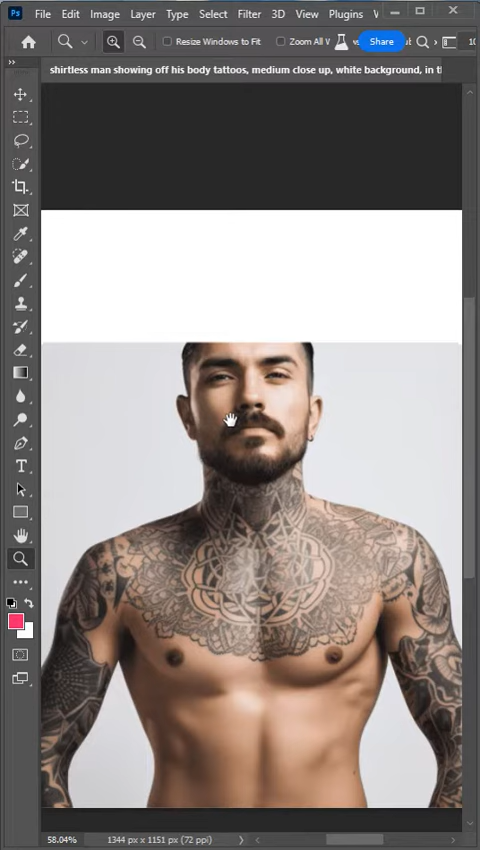 Ps File Edit Image Layer Type Select Filter 3D View Plugins
Resize Windows to Fit Zoom All Share
shirtless man showing off his body tattoos, medium close up, white background, in
T
58.04% 1344 px x 1151 px (72 ppi)